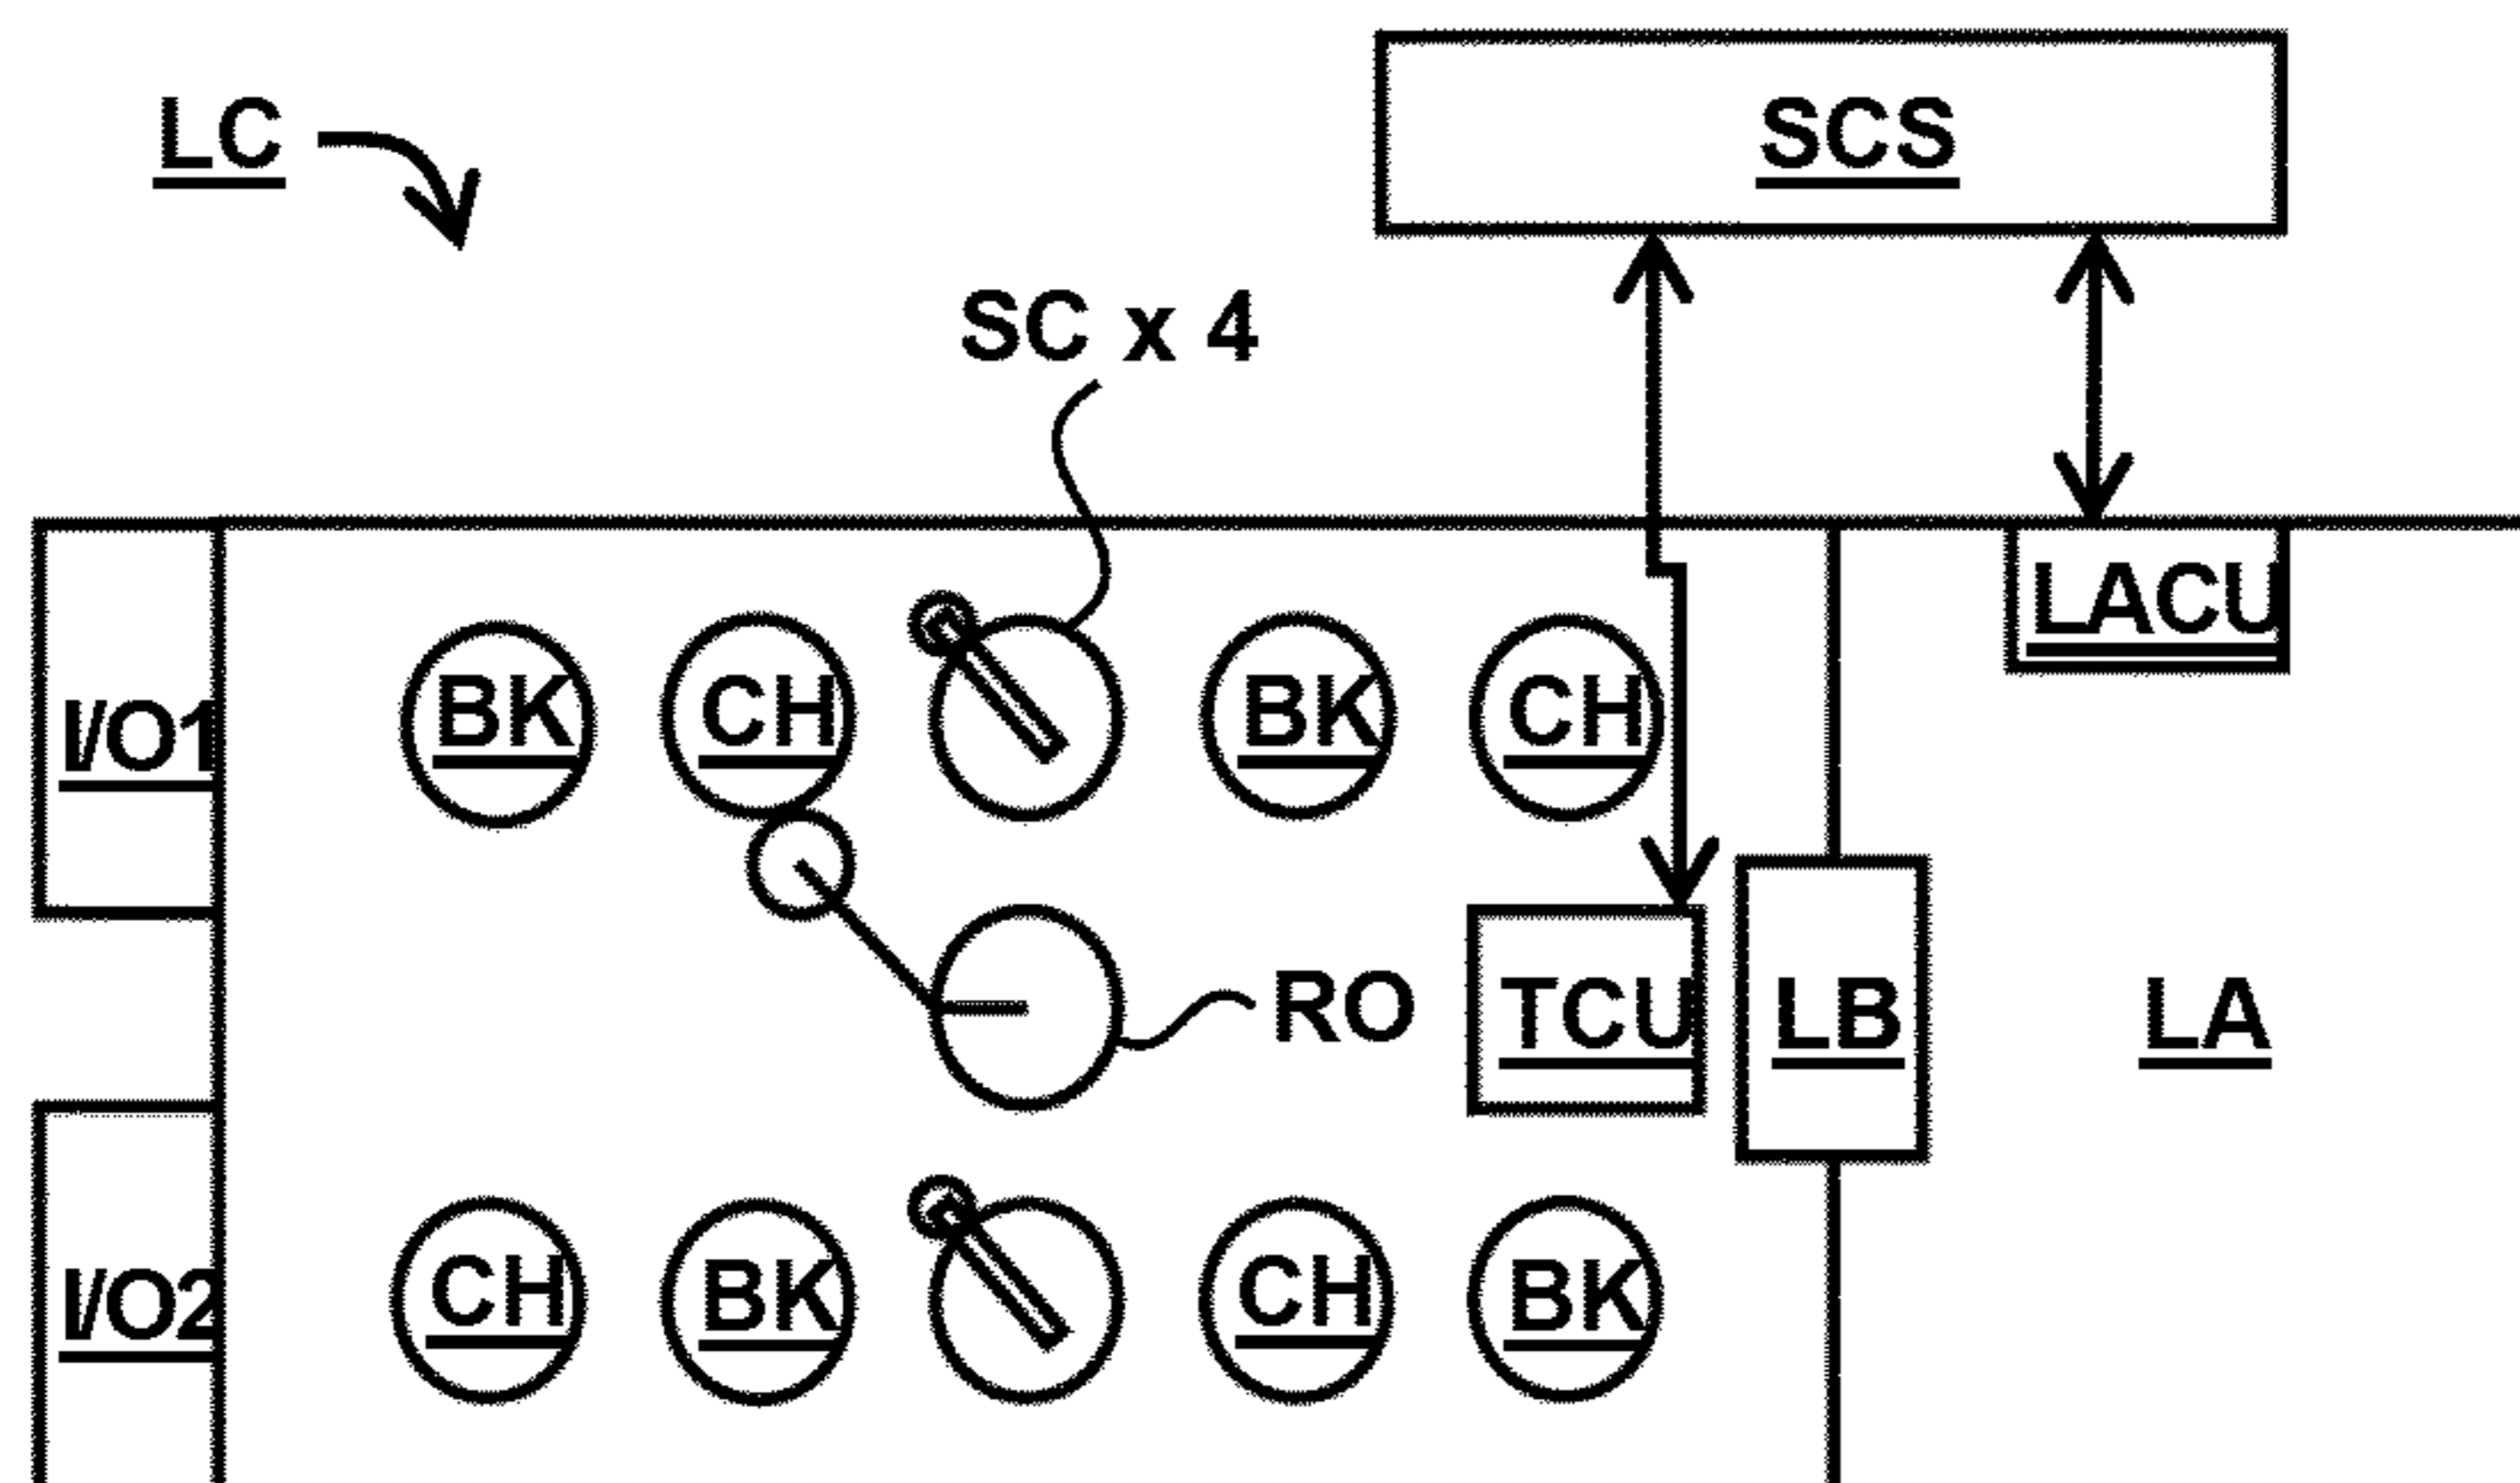 LC
SCS
SC x 4
LACU
I/O1
BK
CH
BK
CH
RO
TCU
LB
LA
I/O2
CH
BK
CH
BK